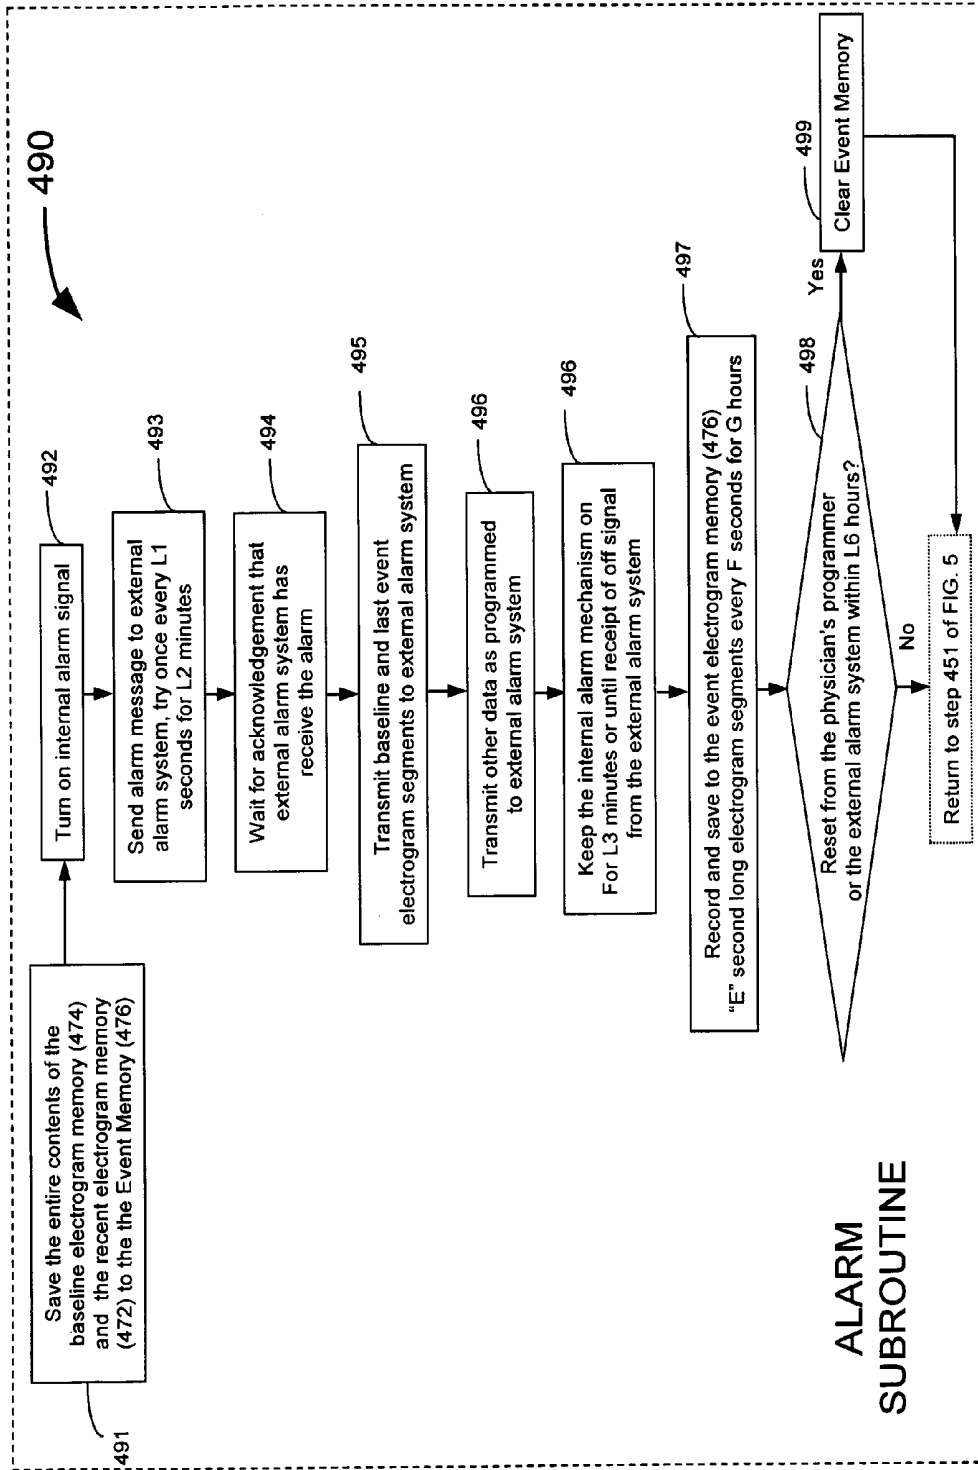 490
491
Save the entire contents of the
baseline electrogram memory (474)
and the recent electrogram memory
(472) to the the Event Memory (476)
492
Turn on internal alarm signal
493
Send alarm message to external
alarm system, try once every L1
seconds for L2 minutes
494
Wait for acknowledgement that
external alarm system has
receive the alarm
495
Transmit baseline and last event
electrogram segments to external alarm system
496
Transmit other data as programmed
to external alarm system
496
Keep the internal alarm mechanism on
For L3 minutes or until receipt of off signal
from the external alarm system
497
Record and save to the event electrogram memory (476)
“E” second long electrogram segments every F seconds for G hours
498
Reset from the physician's programmer
or the external alarm system within L6 hours?
Yes
499
Clear Event Memory
No
Return to step 451 of FIG. 5
ALARM
SUBROUTINE